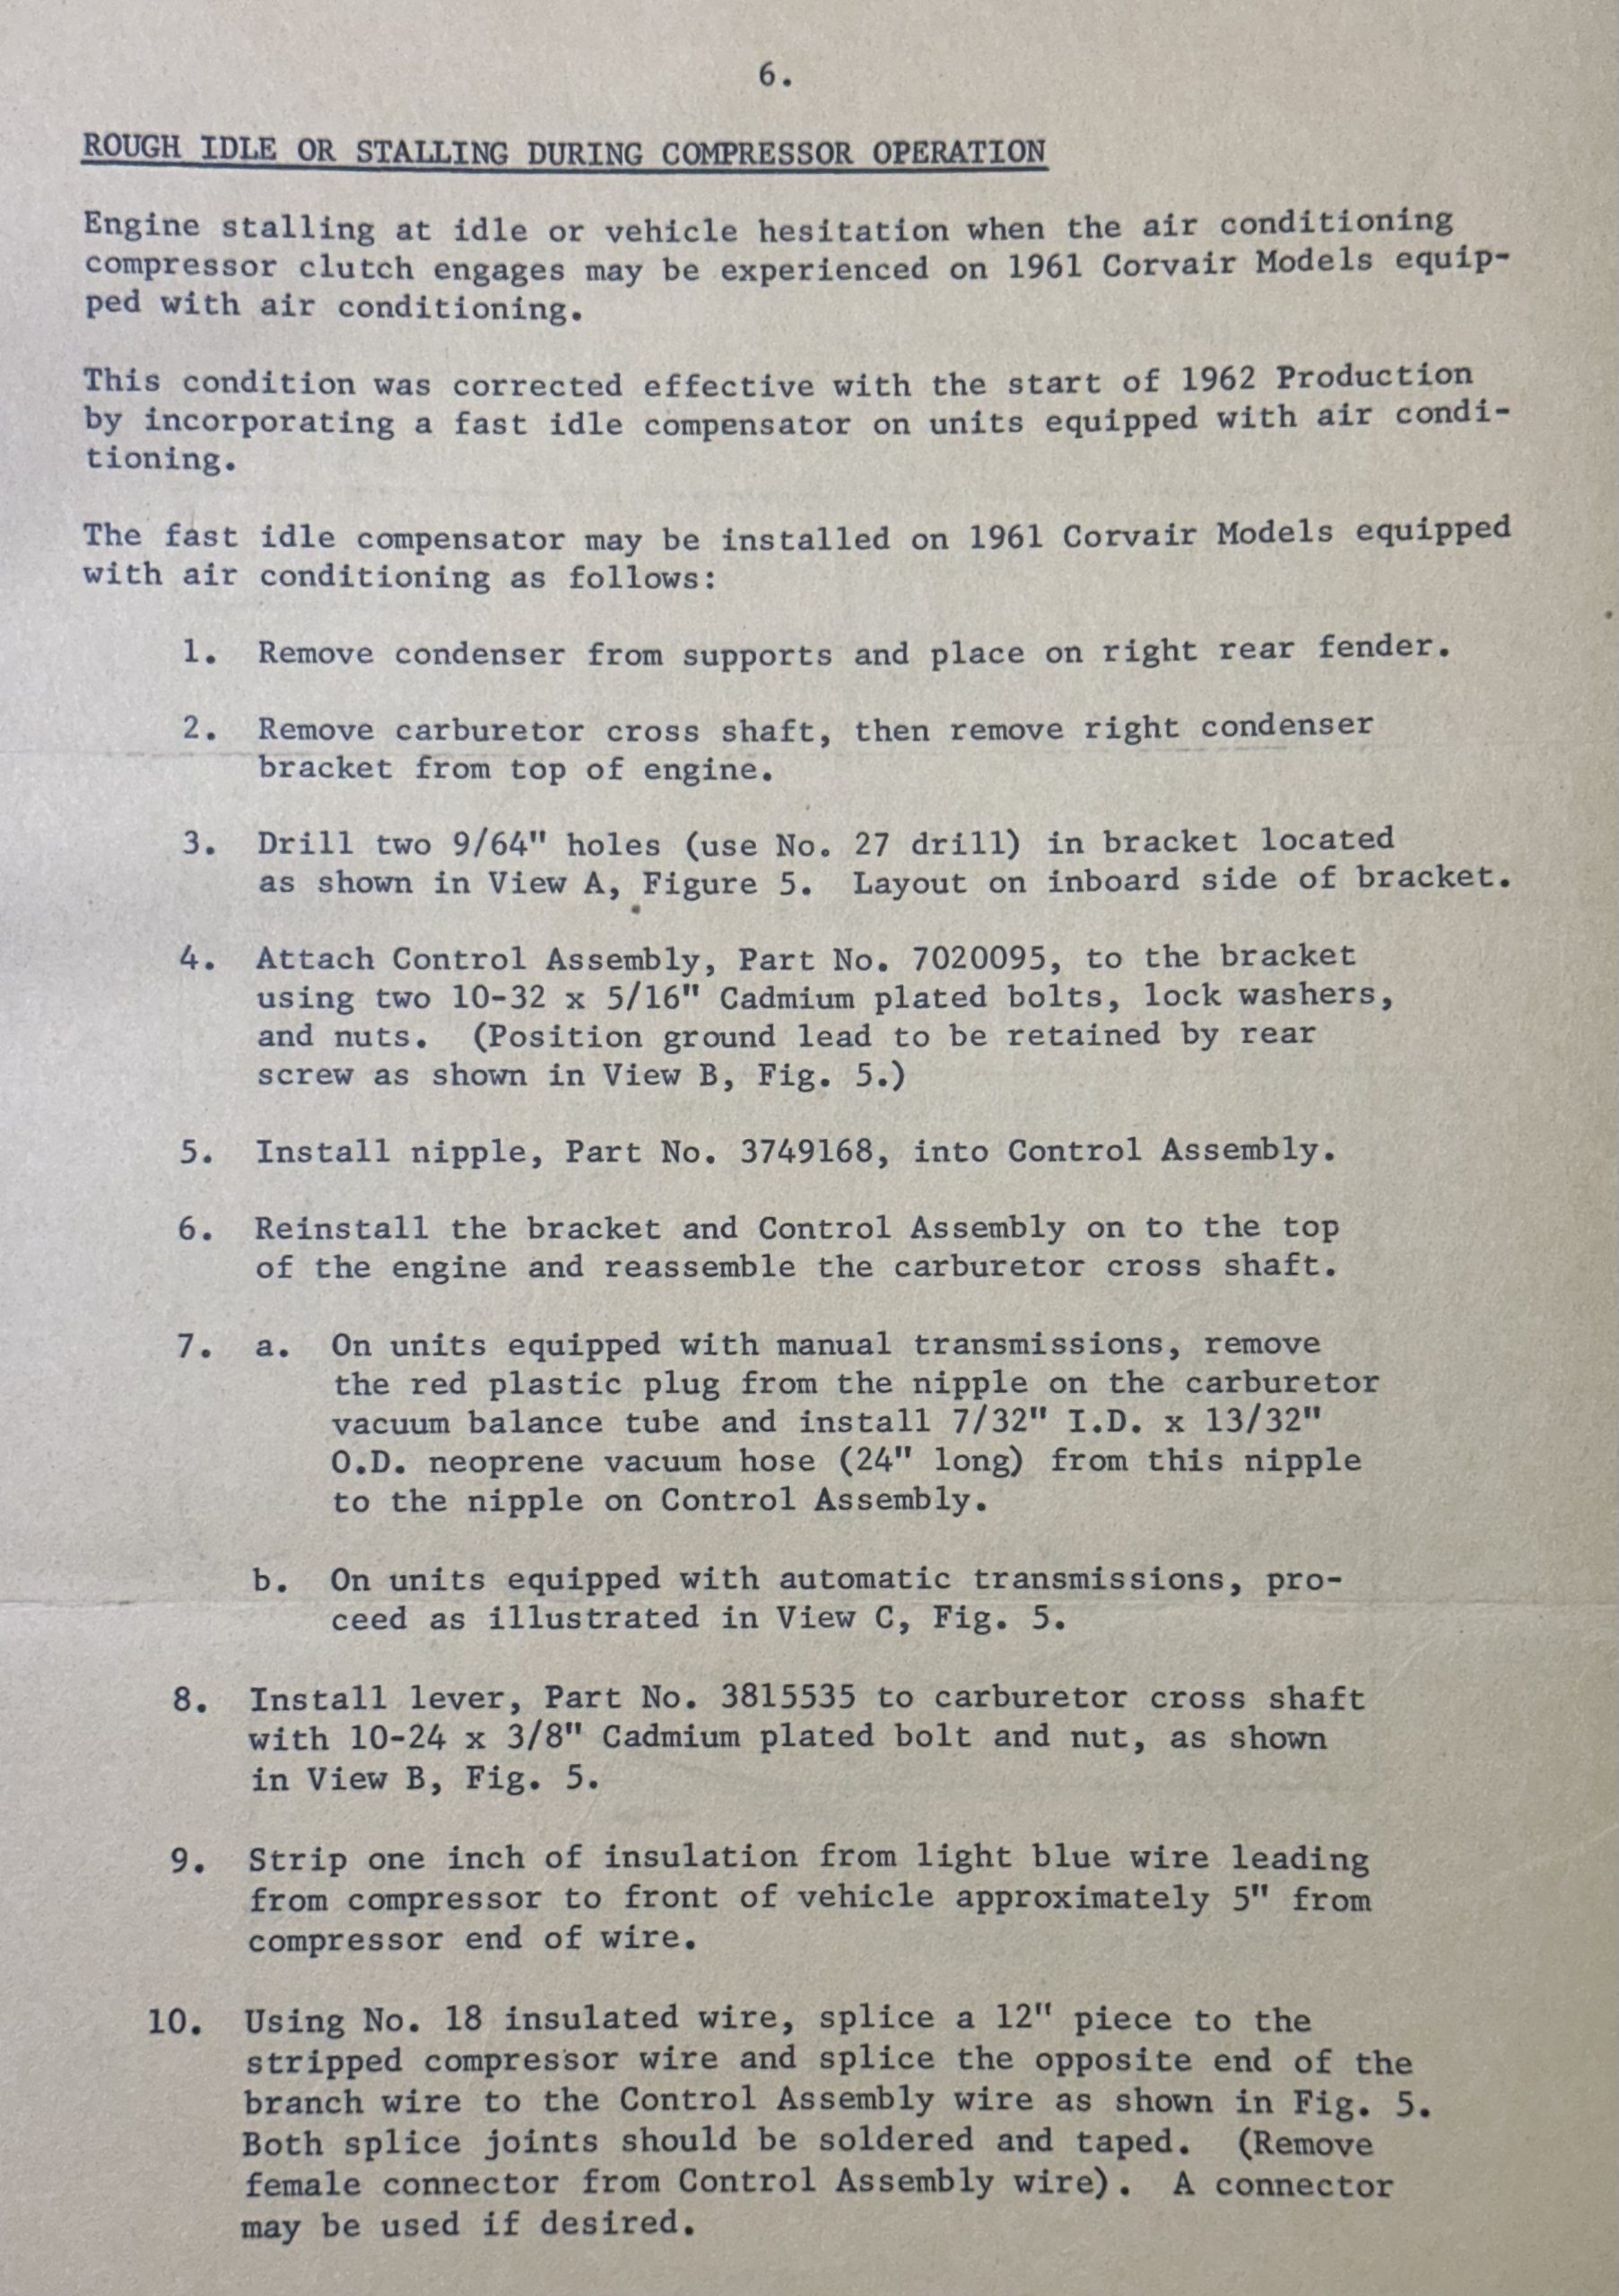 6.
ROUGH IDLE OR STALLING DURING COMPRESSOR OPERATION
Engine stalling at idle or vehicle hesitation when the air conditioning
compressor clutch engages may be experienced on 1961 Corvair Models equip-
ped with air conditioning.
This condition was corrected effective with the start of 1962 Production
by incorporating a fast idle compensator on units equipped with air condi-
tioning.
The fast idle compensator may be installed on 1961 Corvair Models equipped
with air conditioning as follows:
1. Remove condenser from supports and place on right rear fender.
2. Remove carburetor cross shaft, then remove right condenser
bracket from top of engine.
3. Drill two 9/64" holes (use No. 27 drill) in bracket located
as shown in View A, Figure 5. Layout on inboard side of bracket.
4. Attach Control Assembly, Part No. 7020095, to the bracket
using two 10-32 x 5/16" Cadmium plated bolts, lock washers,
and nuts. (Position ground lead to be retained by rear
screw as shown in View B, Fig. 5.)
5. Install nipple, Part No. 3749168, into Control Assembly.
6. Reinstall the bracket and Control Assembly on to the top
of the engine and reassemble the carburetor cross shaft.
7. a. On units equipped with manual transmissions, remove
the red plastic plug from the nipple on the carburetor
vacuum balance tube and install 7/32" I.D. x 13/32"
O.D. neoprene vacuum hose (24" long) from this nipple
to the nipple on Control Assembly.
b. On units equipped with automatic transmissions, pro-
ceed as illustrated in View C, Fig. 5.
8. Install lever, Part No. 3815535 to carburetor cross shaft
with 10-24 x 3/8" Cadmium plated bolt and nut, as shown
in View B, Fig. 5.
9. Strip one inch of insulation from light blue wire leading
from compressor to front of vehicle approximately 5" from
compressor end of wire.
10. Using No. 18 insulated wire, splice a 12" piece to the
stripped compressor wire and splice the opposite end of the
branch wire to the Control Assembly wire as shown in Fig. 5.
Both splice joints should be soldered and taped. (Remove
female connector from Control Assembly wire). A connector
may be used if desired.